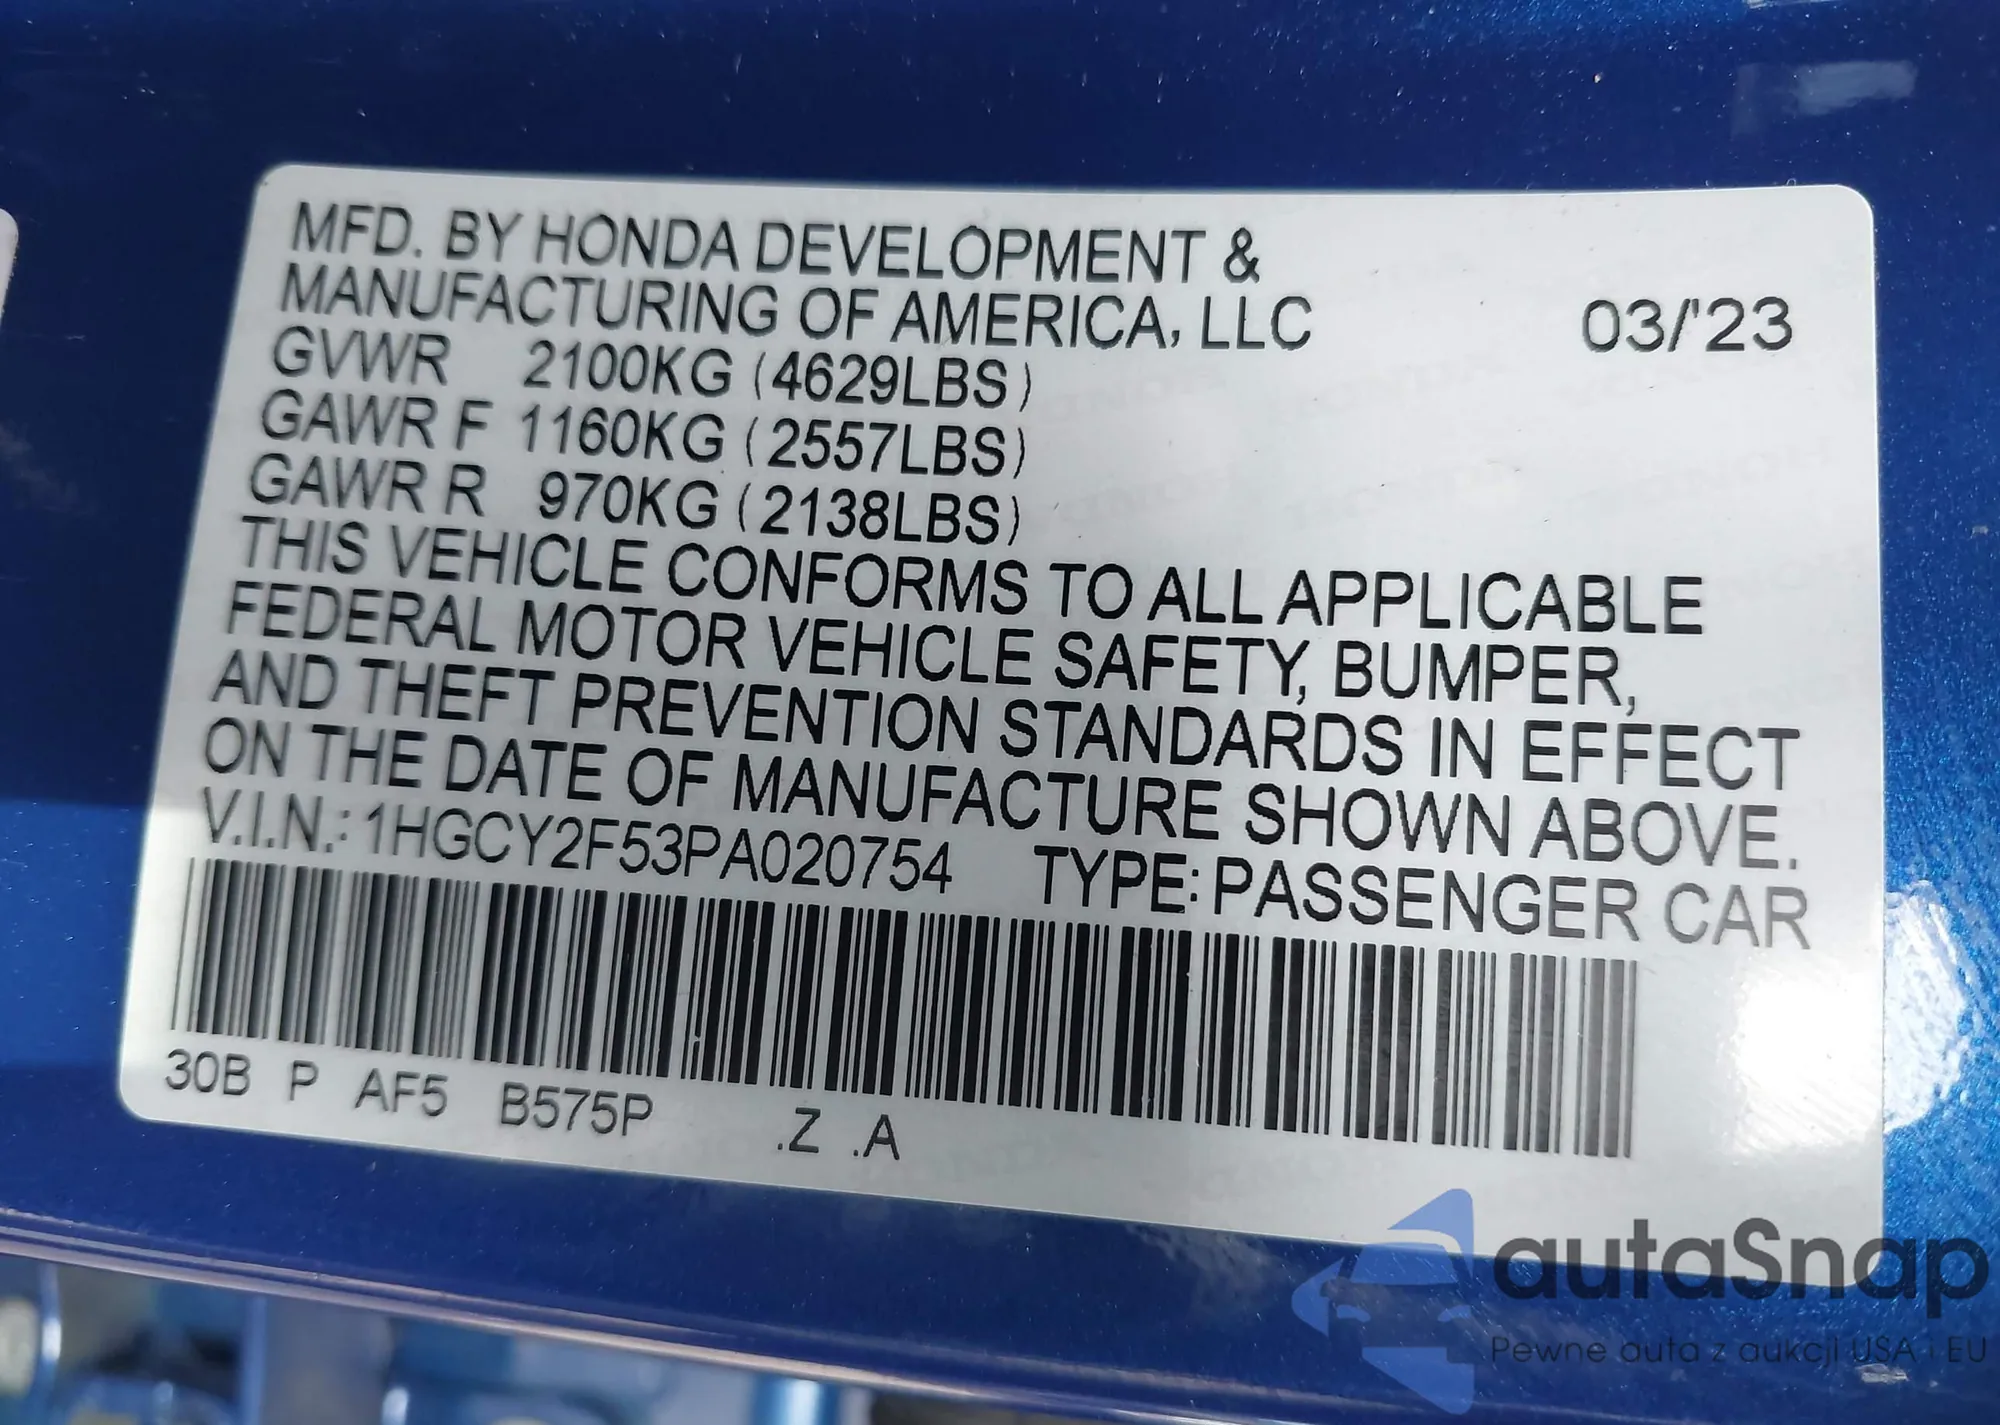 MFD. BY HONDA DEVELOPMENT &
MANUFACTURING OF AMERICA, LLC 03/'23
GVWR 2100KG (4629LBS)
GAWR F 1160KG (2557LBS)
GAWR R 970KG (2138LBS)
THIS VEHICLE CONFORMS TO ALL APPLICABLE
FEDERAL MOTOR VEHICLE SAFETY, BUMPER,
AND THEFT PREVENTION STANDARDS IN EFFECT
ON THE DATE OF MANUFACTURE SHOWN ABOVE.
V.I.N.: 1HGCY2F53PA020754 TYPE: PASSENGER CAR
30B P AF5 B575P .Z .A
autaSnap
Pewne auta z aukcji USA i EU